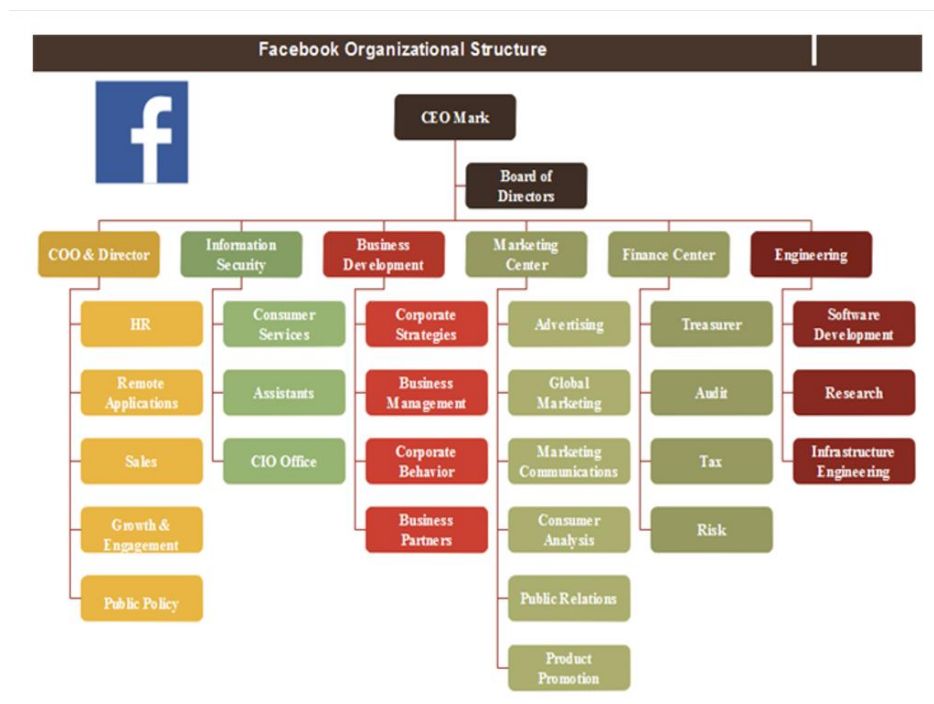 Facebook Organizational Structure
f
CEO Mark
Board of
Directors
COO & Director
Information
Security
Business
Development
Marketing
Center
Finance Center
Engineering
HR
Remote
Applications
Sales
Growth &
Engagement
Public Policy
Consumer
Services
Assistants
CIO Office
Corporate
Strategies
Business
Management
Corporate
Behavior
Business
Partners
Advertising
Global
Marketing
Marketing
Communications
Consumer
Analysis
Public Relations
Product
Promotion
Treasurer
Audit
Tax
Risk
Software
Development
Research
Infrastructure
Engineering